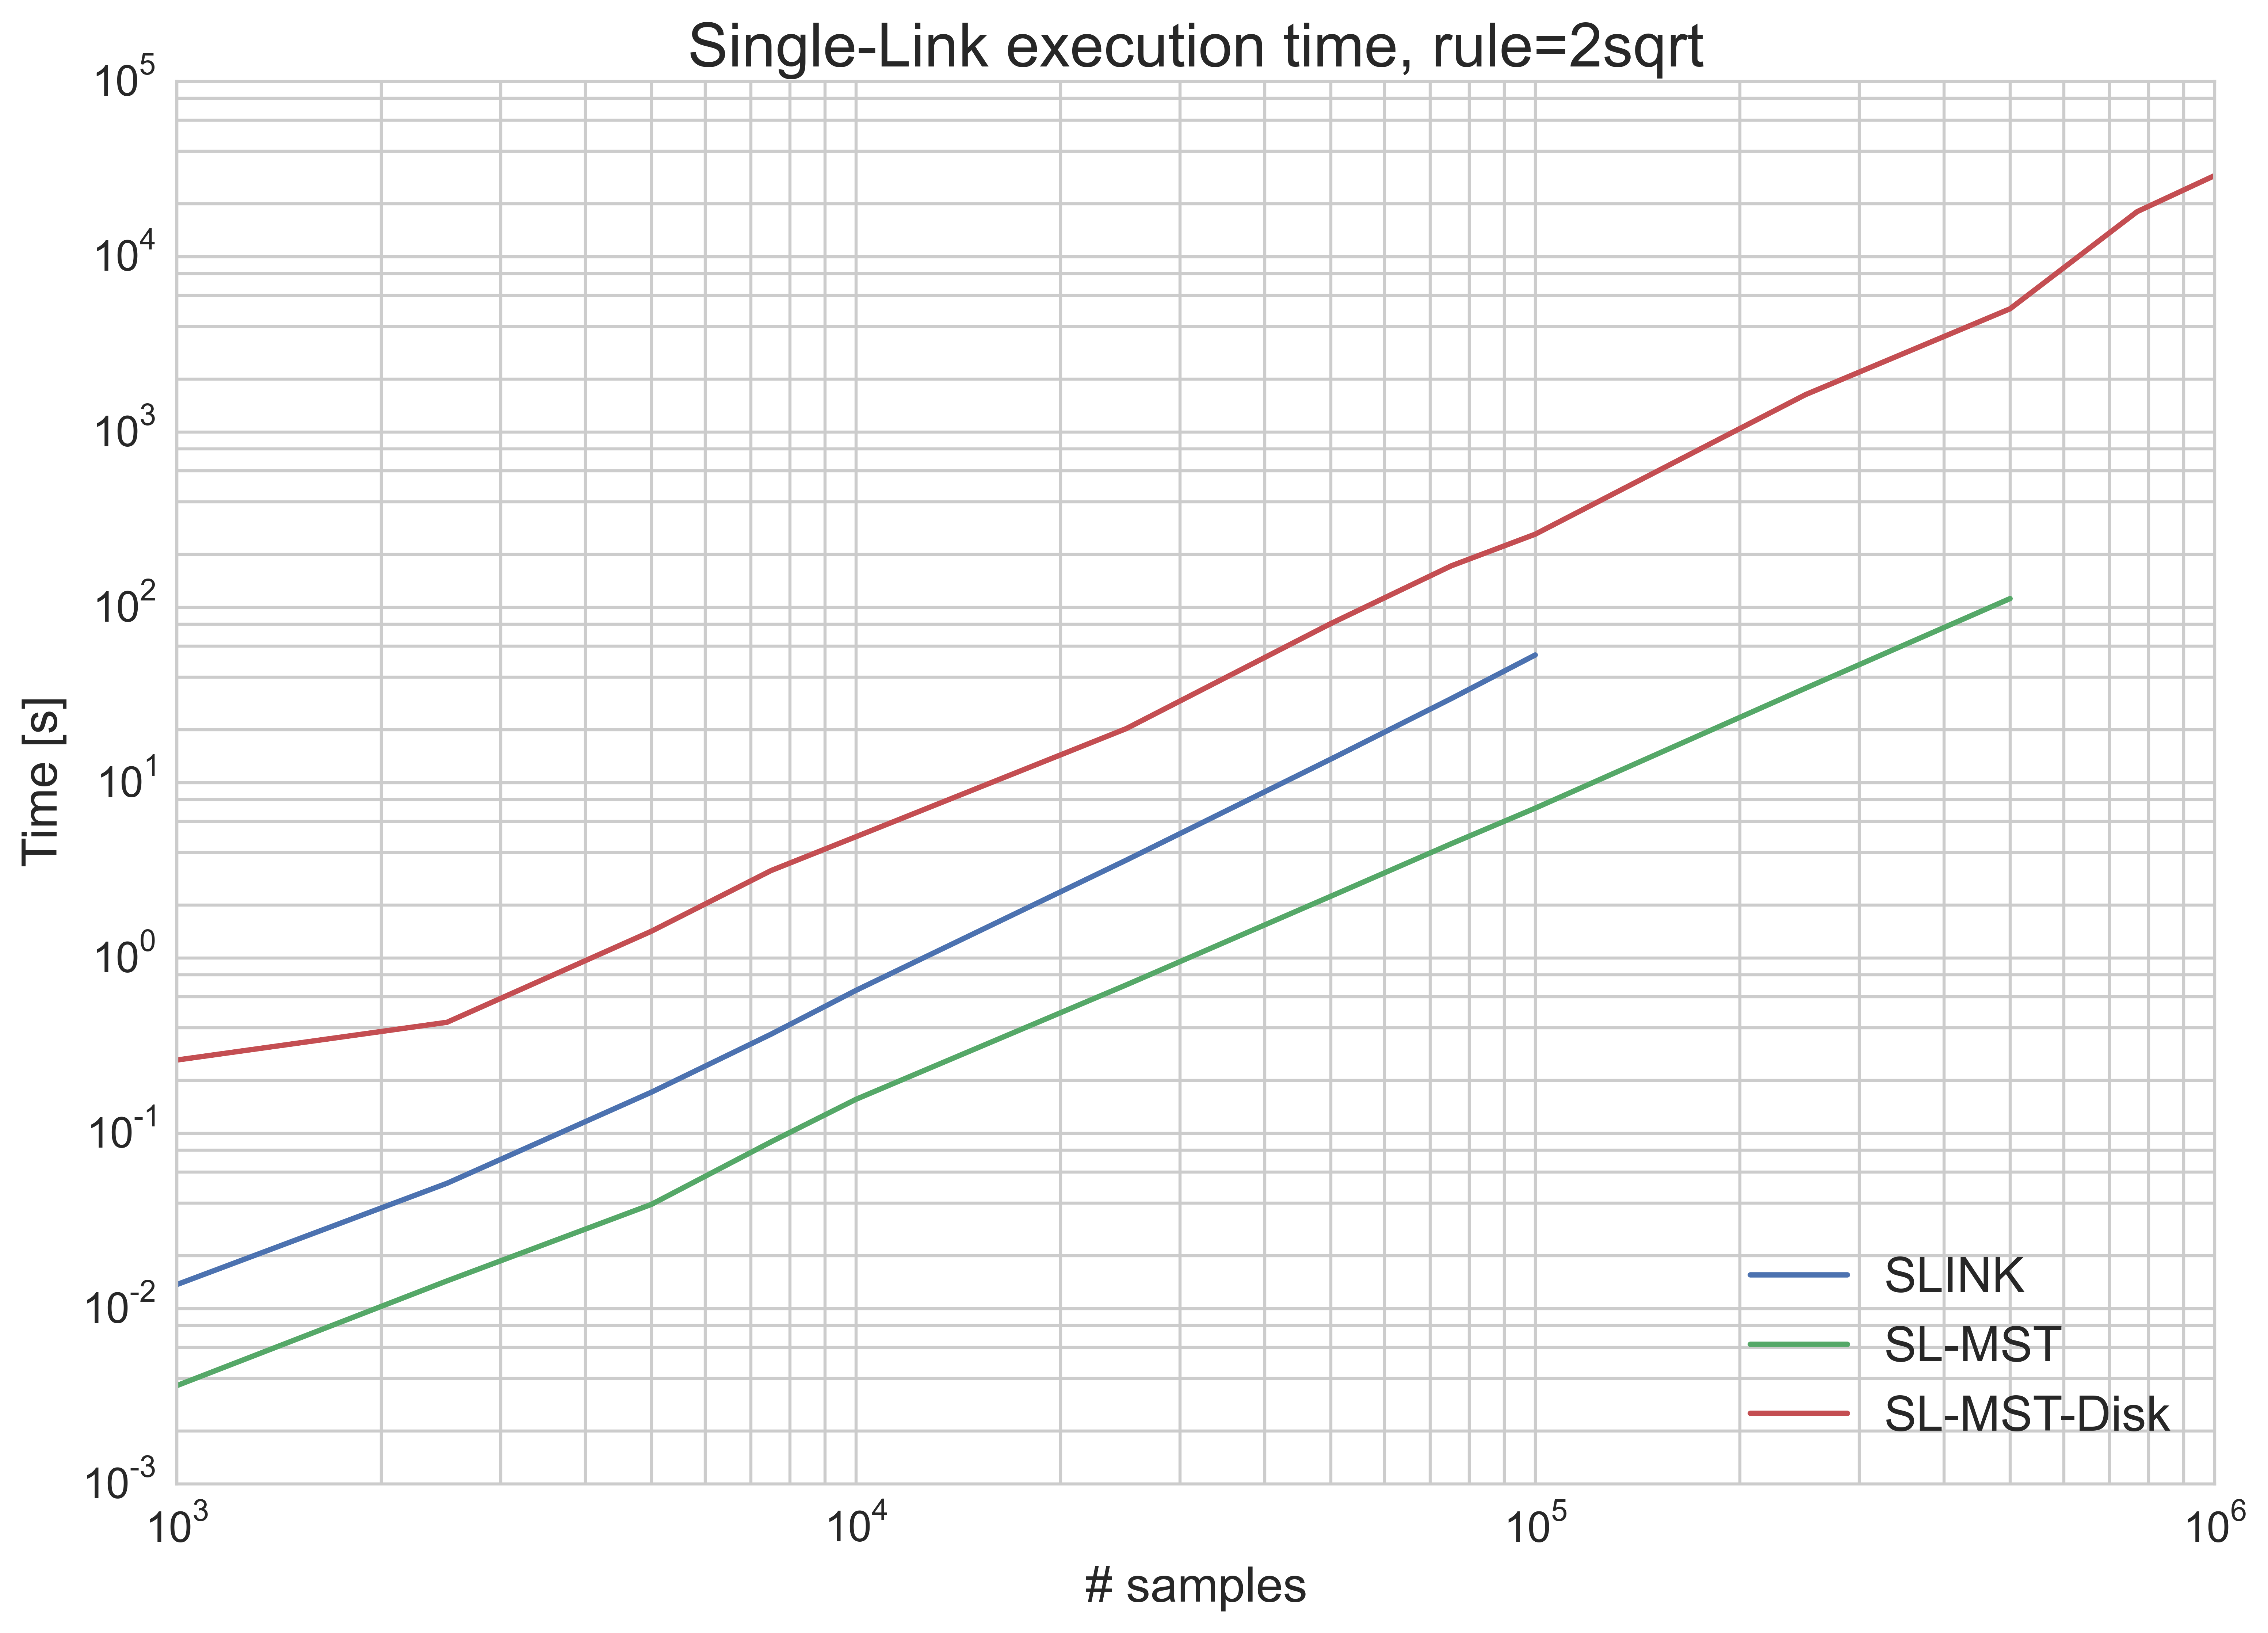 Single-Link execution time, rule=2sqrt
10^5
10^4
10^3
10^2
10^1
10^0
10^-1
10^-2
10^-3
Time [s]
SLINK
SL-MST
SL-MST-Disk
10^3 10^4 10^5 10^6
# samples